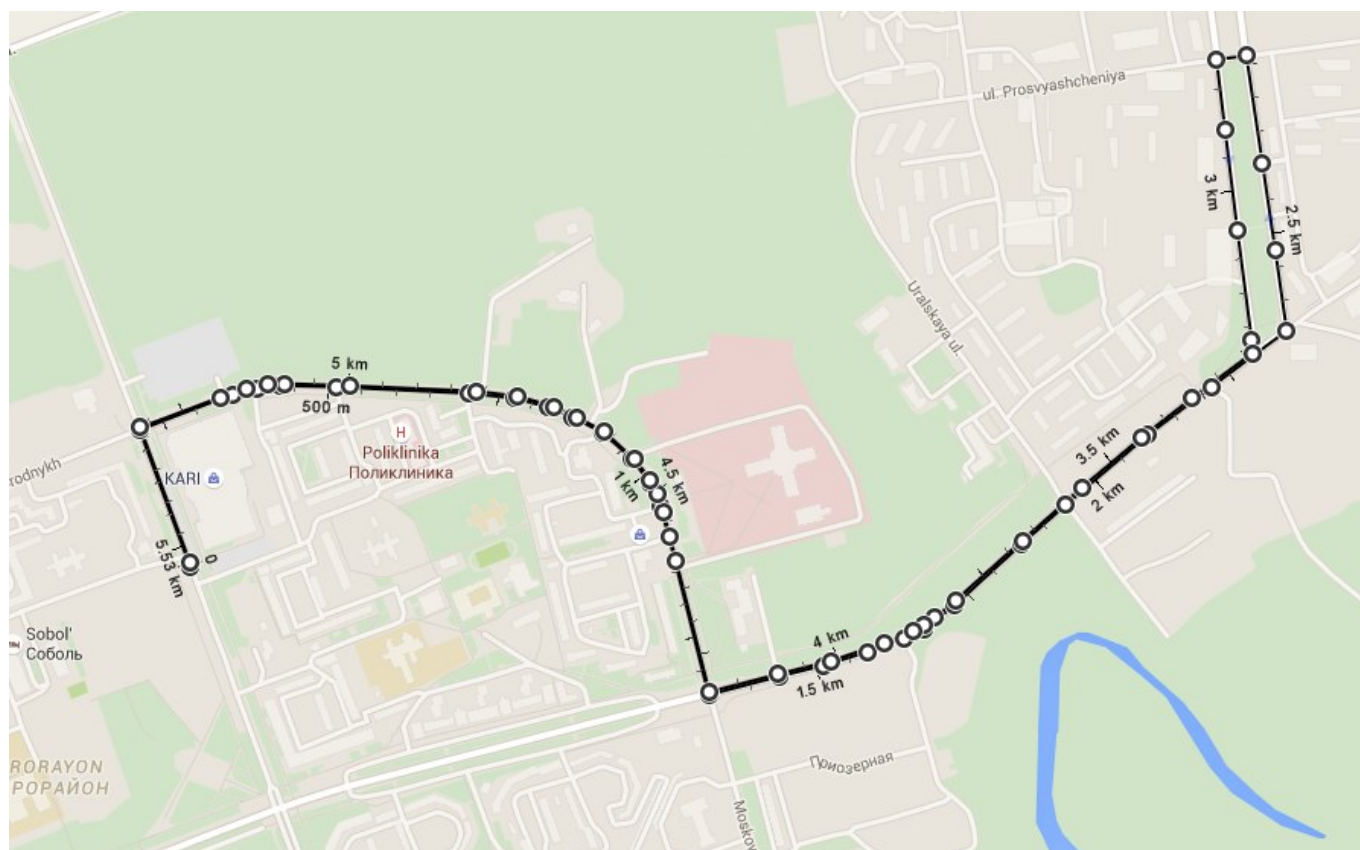 ul. Prosvyashcheniya
3 km
2.5 km
Uralskaya ul.
5 km
500 m
H
Poliklinika
Поликлиника
rodnykh
KARI
4.5 km
1 km
3.5 km
2 km
0
5.53 km
Sobol'
Соболь
4 km
1.5 km
Приозерная
RORAYON
РОРАЙОН
Moskov